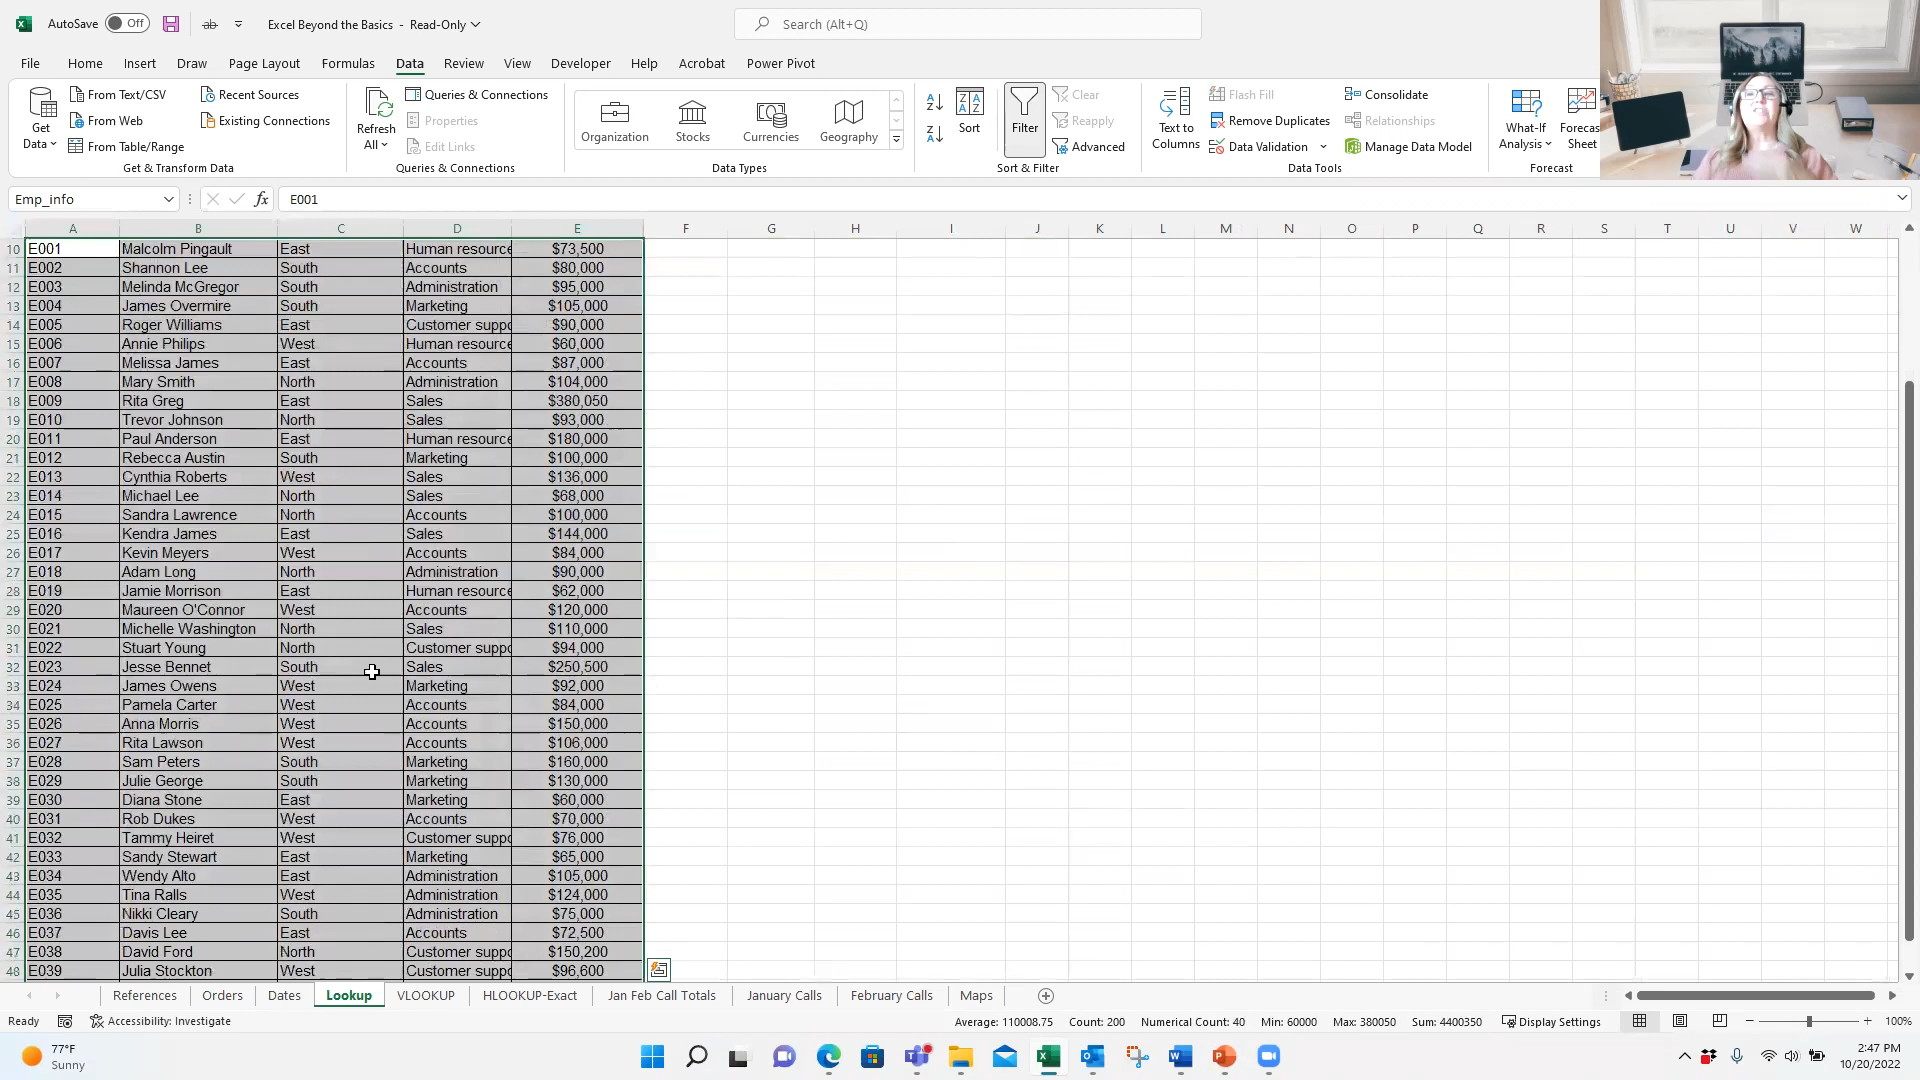 AutoSave Off ab Excel Beyond the Basics - Read-Only Search (Alt+Q)
File Home Insert Draw Page Layout Formulas Data Review View Developer Help Acrobat Power Pivot
Get Data
From Text/CSV
From Web
From Table/Range
Recent Sources
Existing Connections
Get & Transform Data
Refresh All
Queries & Connections
Properties
Edit Links
Queries & Connections
Organization Stocks Currencies Geography
Data Types
Sort
Filter
Clear
Reapply
Advanced
Sort & Filter
Text to Columns
Flash Fill
Remove Duplicates
Data Validation
Consolidate
Relationships
Manage Data Model
Data Tools
What-If Analysis
Forecas
Sheet
Forecast
Emp_info fx E001
A B C D E F G H I J K L M N O P Q R S T U V W
10 E001 Malcolm Pingault East Human resource $73,500
11 E002 Shannon Lee South Accounts $80,000
12 E003 Melinda McGregor South Administration $95,000
13 E004 James Overmire South Marketing $105,000
14 E005 Roger Williams East Customer suppo $90,000
15 E006 Annie Philips West Human resource $60,000
16 E007 Melissa James East Accounts $87,000
17 E008 Mary Smith North Administration $104,000
18 E009 Rita Greg East Sales $380,050
19 E010 Trevor Johnson North Sales $93,000
20 E011 Paul Anderson East Human resource $180,000
21 E012 Rebecca Austin South Marketing $100,000
22 E013 Cynthia Roberts West Sales $136,000
23 E014 Michael Lee North Sales $68,000
24 E015 Sandra Lawrence North Accounts $100,000
25 E016 Kendra James East Sales $144,000
26 E017 Kevin Meyers West Accounts $84,000
27 E018 Adam Long North Administration $90,000
28 E019 Jamie Morrison East Human resource $62,000
29 E020 Maureen O'Connor West Accounts $120,000
30 E021 Michelle Washington North Sales $110,000
31 E022 Stuart Young North Customer suppo $94,000
32 E023 Jesse Bennet South Sales $250,500
33 E024 James Owens West Marketing $92,000
34 E025 Pamela Carter West Accounts $84,000
35 E026 Anna Morris West Accounts $150,000
36 E027 Rita Lawson West Accounts $106,000
37 E028 Sam Peters South Marketing $160,000
38 E029 Julie George South Marketing $130,000
39 E030 Diana Stone East Marketing $60,000
40 E031 Rob Dukes West Accounts $70,000
41 E032 Tammy Heiret West Customer suppo $76,000
42 E033 Sandy Stewart East Marketing $65,000
43 E034 Wendy Alto East Administration $105,000
44 E035 Tina Ralls West Administration $124,000
45 E036 Nikki Cleary South Administration $75,000
46 E037 Davis Lee East Accounts $72,500
47 E038 David Ford North Customer suppo $150,200
48 E039 Julia Stockton West Customer suppo $96,600
References Orders Dates Lookup VLOOKUP HLOOKUP-Exact Jan Feb Call Totals January Calls February Calls Maps
Ready Accessibility: Investigate Average: 110008.75 Count: 200 Numerical Count: 40 Min: 60000 Max: 380050 Sum: 4400350 Display Settings 100%
77°F
Sunny
2:47 PM
10/20/2022